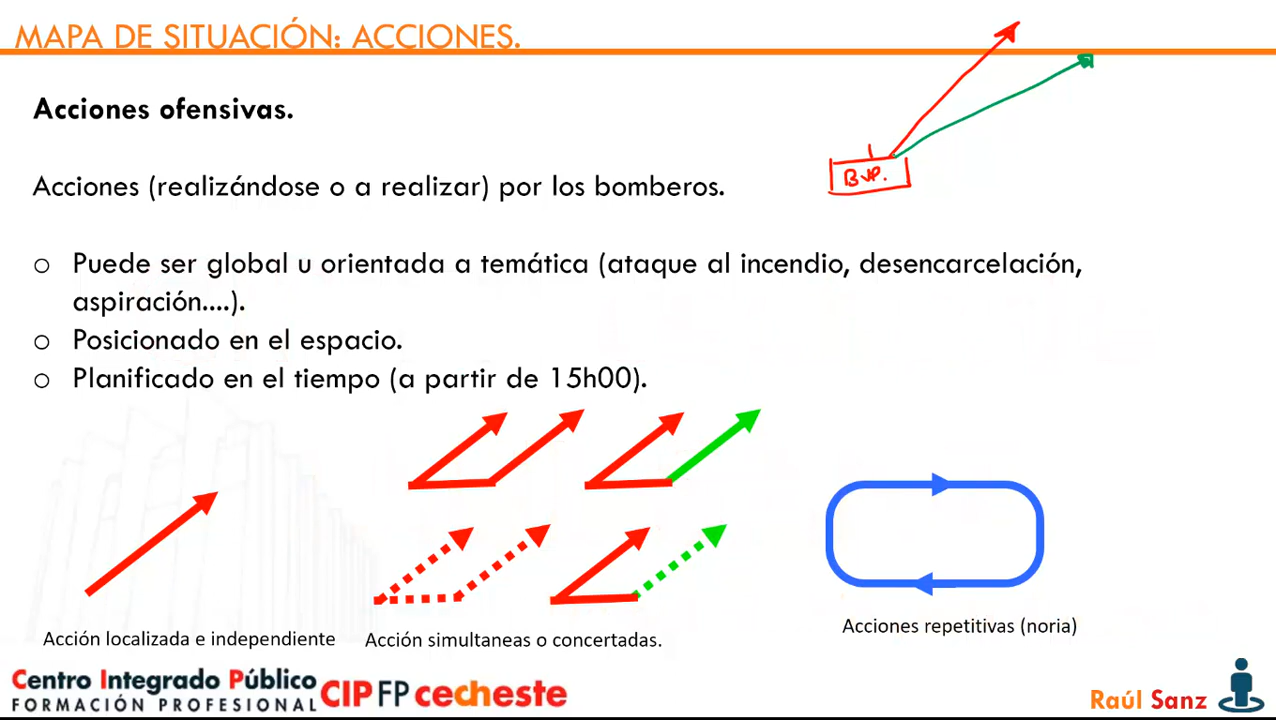 MAPA DE SITUACIÓN: ACCIONES.
Acciones ofensivas.
B.U.P.
Acciones (realizándose o a realizar) por los bomberos.
o Puede ser global u orientada a temática (ataque al incendio, desencarcelación,
aspiración....).
o Posicionado en el espacio.
o Planificado en el tiempo (a partir de 15h00).
Acción localizada e independiente
Acción simultaneas o concertadas.
Acciones repetitivas (noria)
Centro Integrado Público
FORMACIÓN PROFESIONAL
CIP FP cecheste
Raúl Sanz